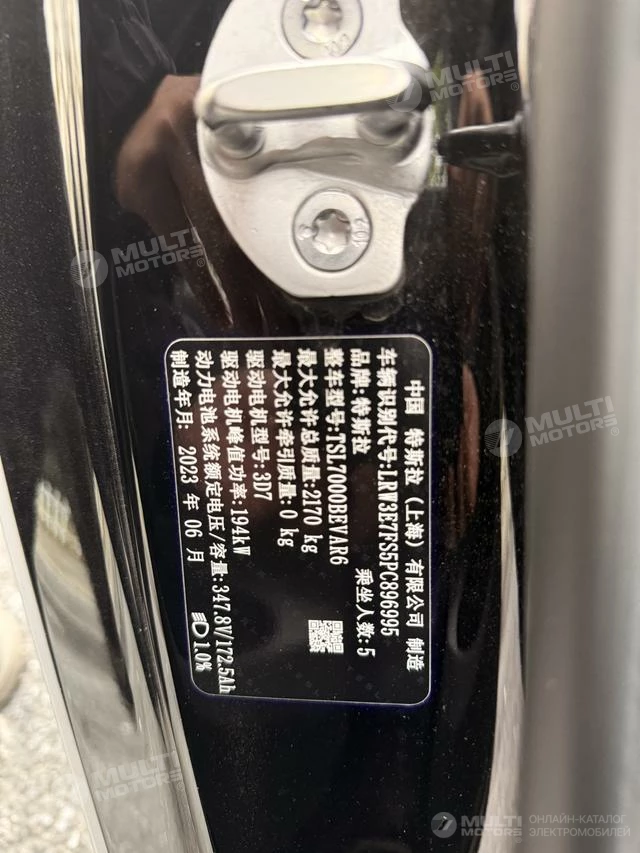 中国 特斯拉（上海）有限公司 制造
车辆识别代号:LRW3E7FS5PC896995
品牌:特斯拉 乘坐人数:5
整车型号:TSL7000BEVAR6
最大允许总质量:2170 kg
最大允许牵引质量:0 kg
驱动电机型号:3D7
驱动电机峰值功率:194kW
动力电池系统额定电压/容量:347.8V/172.5Ah
制造年月: 2023 年 06 月 1.0%
MULTI MOTORS®
MULTI MOTORS®
MULTI MOTORS®
MULTI MOTORS®
MULTI MOTORS® ОНЛАЙН-КАТАЛОГ ЭЛЕКТРОМОБИЛЕЙ